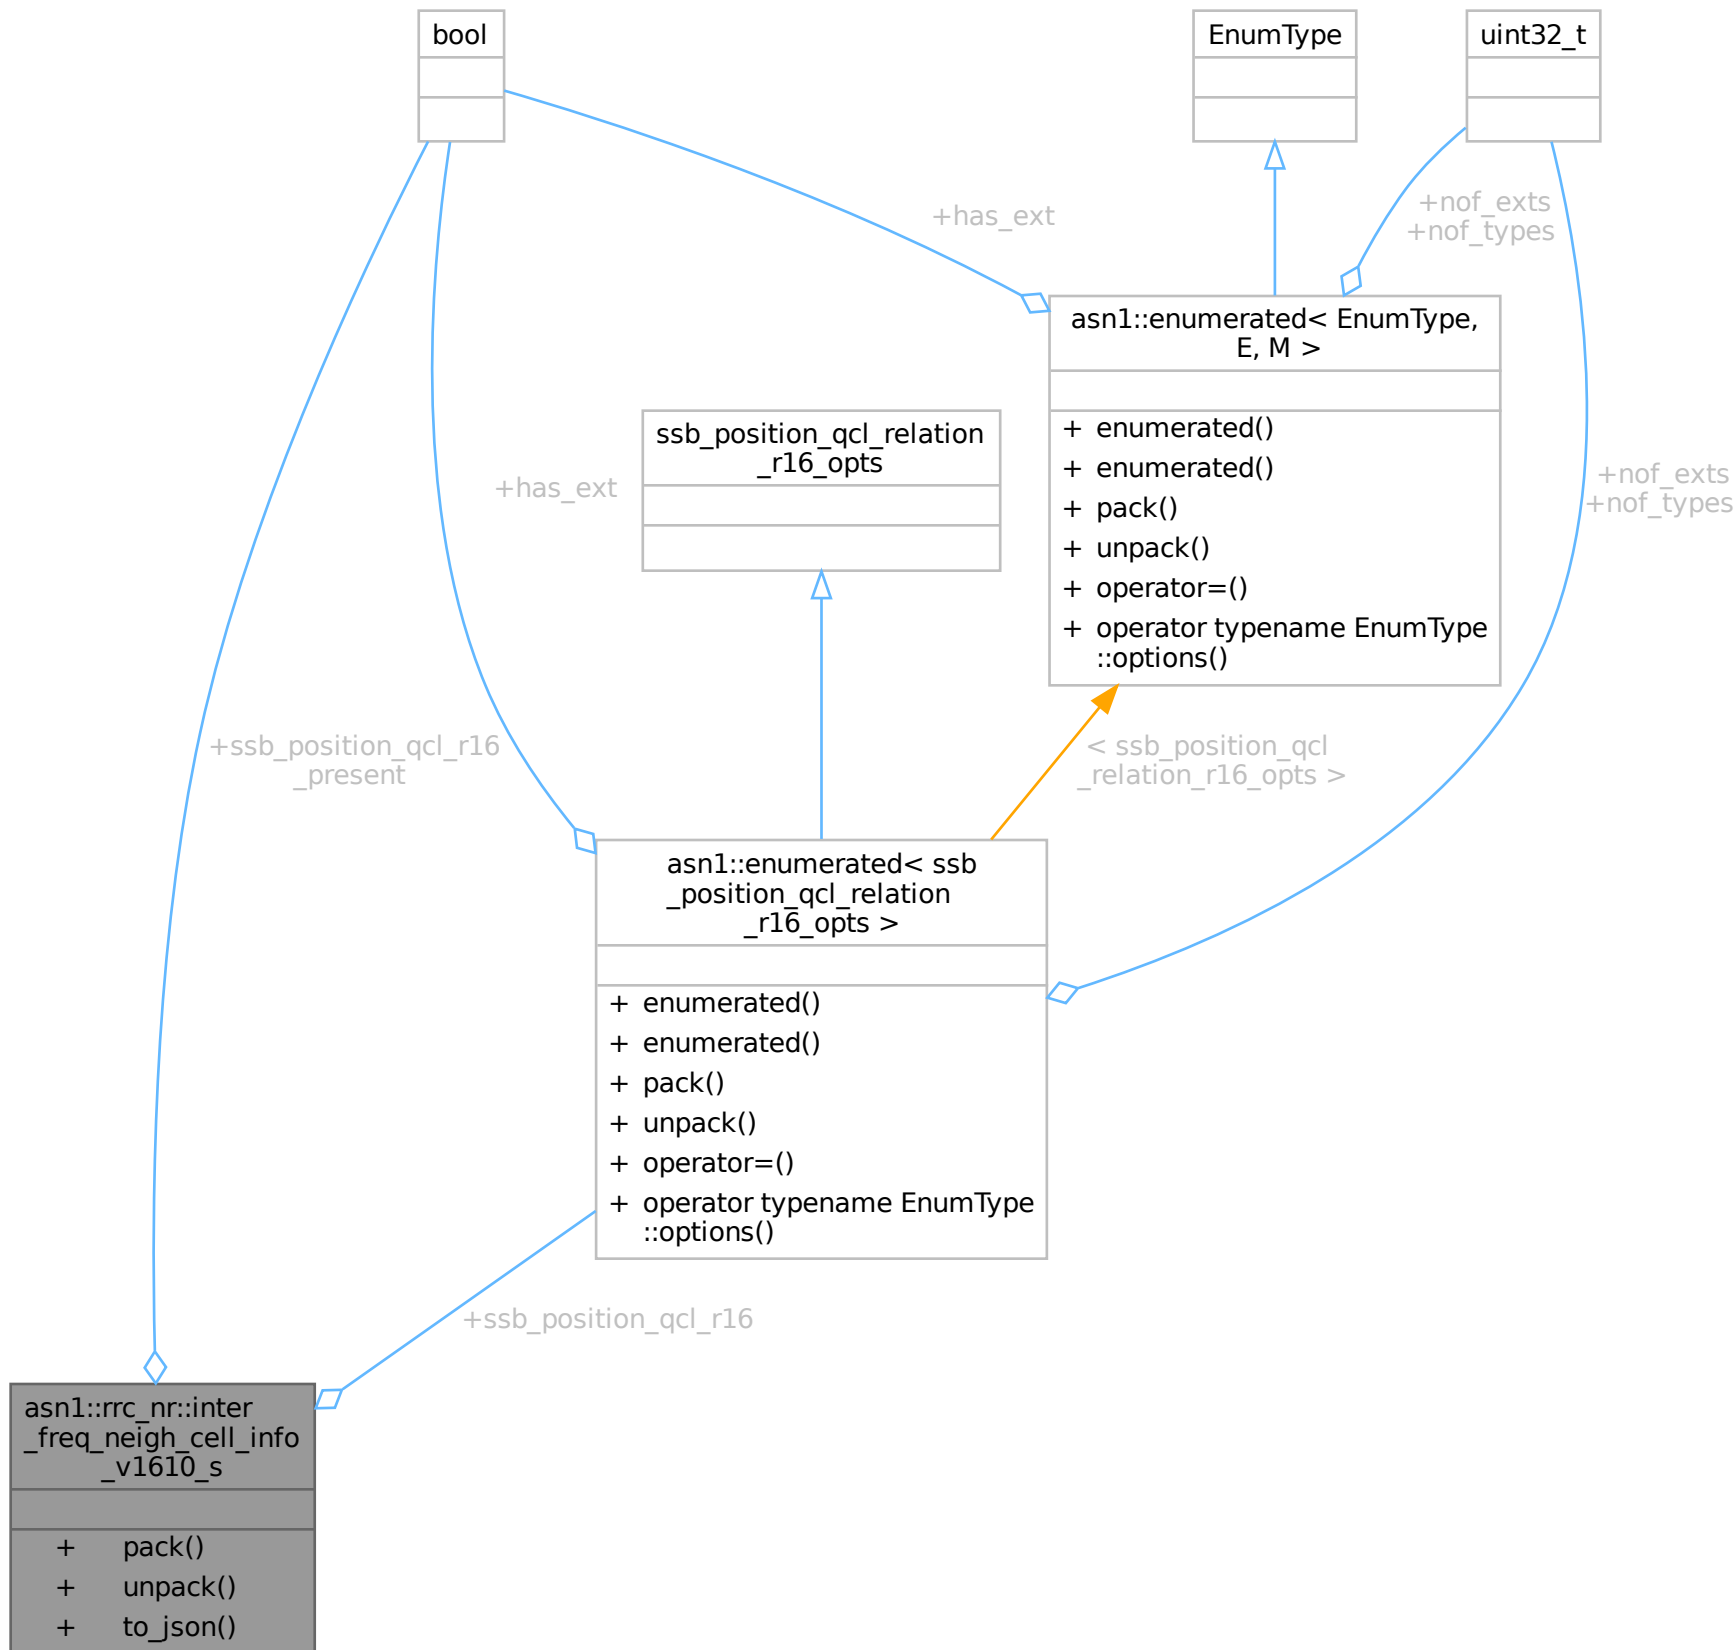 bool
EnumType
uint32_t
+has_ext
+nof_exts
+nof_types
asn1::enumerated< EnumType,
E, M >
+ enumerated()
+ enumerated()
+ pack()
+ unpack()
+ operator=()
+ operator typename EnumType
::options()
ssb_position_qcl_relation
_r16_opts
+has_ext
+nof_exts
+nof_types
+ssb_position_qcl_r16
_present
< ssb_position_qcl
_relation_r16_opts >
asn1::enumerated< ssb
_position_qcl_relation
_r16_opts >
+ enumerated()
+ enumerated()
+ pack()
+ unpack()
+ operator=()
+ operator typename EnumType
::options()
+ssb_position_qcl_r16
asn1::rrc_nr::inter
_freq_neigh_cell_info
_v1610_s
+ pack()
+ unpack()
+ to_json()